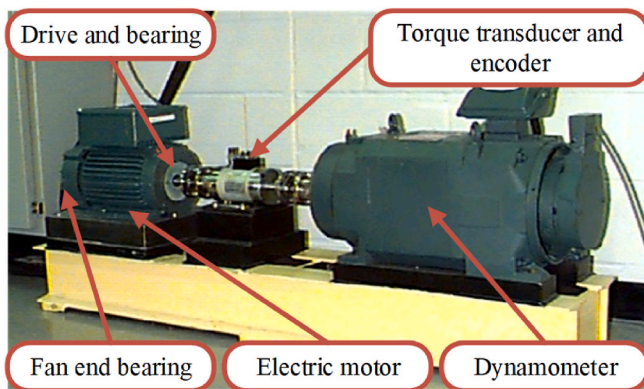 Drive and bearing
Torque transducer and
encoder
Fan end bearing
Electric motor
Dynamometer